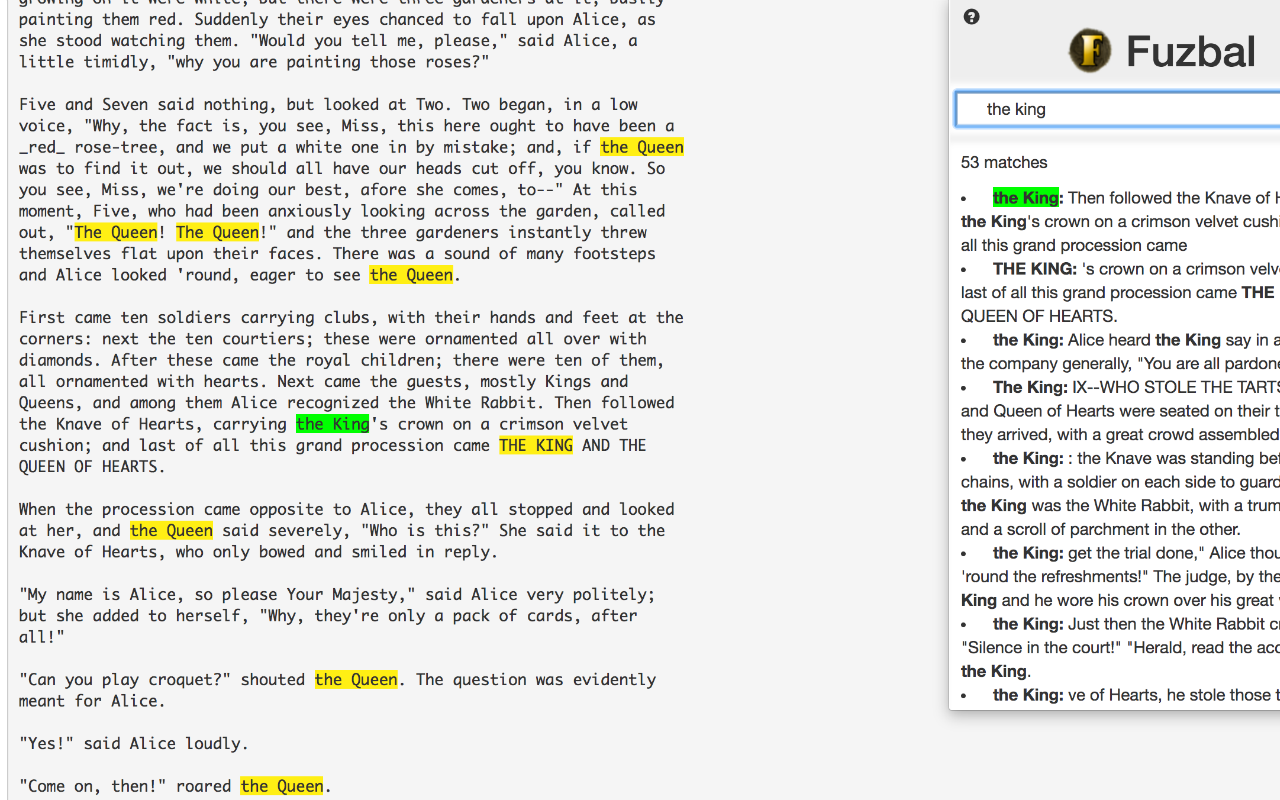 growing on it were white, but there were three gardeners at it, busily
painting them red. Suddenly their eyes chanced to fall upon Alice, as
she stood watching them. "Would you tell me, please," said Alice, a
little timidly, "why you are painting those roses?"
Five and Seven said nothing, but looked at Two. Two began, in a low
voice, "Why, the fact is, you see, Miss, this here ought to have been a
_red_ rose-tree, and we put a white one in by mistake; and, if the Queen
was to find it out, we should all have our heads cut off, you know. So
you see, Miss, we're doing our best, afore she comes, to--" At this
moment, Five, who had been anxiously looking across the garden, called
out, "The Queen! The Queen!" and the three gardeners instantly threw
themselves flat upon their faces. There was a sound of many footsteps
and Alice looked 'round, eager to see the Queen.
First came ten soldiers carrying clubs, with their hands and feet at the
corners: next the ten courtiers; these were ornamented all over with
diamonds. After these came the royal children; there were ten of them,
all ornamented with hearts. Next came the guests, mostly Kings and
Queens, and among them Alice recognized the White Rabbit. Then followed
the Knave of Hearts, carrying the King's crown on a crimson velvet
cushion; and last of all this grand procession came THE KING AND THE
QUEEN OF HEARTS.
When the procession came opposite to Alice, they all stopped and looked
at her, and the Queen said severely, "Who is this?" She said it to the
Knave of Hearts, who only bowed and smiled in reply.
"My name is Alice, so please Your Majesty," said Alice very politely;
but she added to herself, "Why, they're only a pack of cards, after
all!"
"Can you play croquet?" shouted the Queen. The question was evidently
meant for Alice.
"Yes!" said Alice loudly.
"Come on, then!" roared the Queen.
?
F Fuzbal
the king
53 matches
• the King: Then followed the Knave of H
the King's crown on a crimson velvet cushi
all this grand procession came
• THE KING: 's crown on a crimson velv
last of all this grand procession came THE
QUEEN OF HEARTS.
• the King: Alice heard the King say in a
the company generally, "You are all pardone
• The King: IX--WHO STOLE THE TARTS
and Queen of Hearts were seated on their t
they arrived, with a great crowd assembled
• the King: : the Knave was standing bef
chains, with a soldier on each side to guard
the King was the White Rabbit, with a trum
and a scroll of parchment in the other.
• the King: get the trial done," Alice thou
'round the refreshments!" The judge, by the
King and he wore his crown over his great
• the King: Just then the White Rabbit cr
"Silence in the court!" "Herald, read the acc
the King.
• the King: ve of Hearts, he stole those t